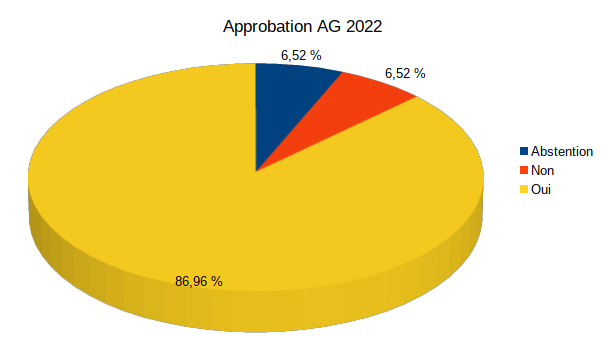 Approbation AG 2022
6,52 %
6,52 %
Abstention
Non
Oui
86,96 %